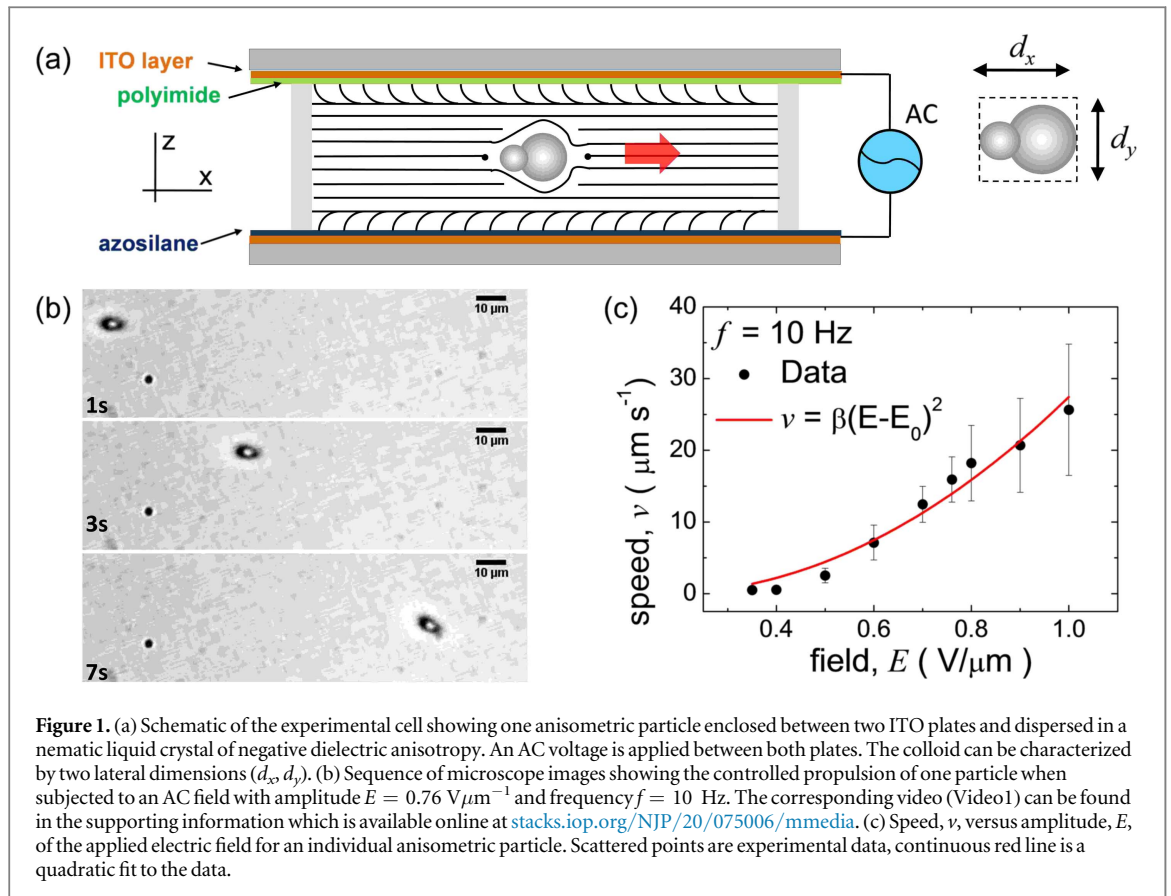 (a)
ITO layer
polyimide
z
x
azosilane
AC
dx
dy
(b)
10 μm
1s
10 μm
3s
10 μm
7s
(c)
40
30
20
10
0
0.4 0.6 0.8 1.0
speed, v ( μm s⁻¹)
field, E ( V/μm)
f = 10 Hz
Data
v = β(E-E₀)²
Figure 1. (a) Schematic of the experimental cell showing one anisometric particle enclosed between two ITO plates and dispersed in a
nematic liquid crystal of negative dielectric anisotropy. An AC voltage is applied between both plates. The colloid can be characterized
by two lateral dimensions (dx, dy). (b) Sequence of microscope images showing the controlled propulsion of one particle when
subjected to an AC field with amplitude E = 0.76 Vμm⁻¹ and frequency f = 10 Hz. The corresponding video (Video1) can be found
in the supporting information which is available online at stacks.iop.org/NJP/20/075006/mmedia. (c) Speed, v, versus amplitude, E,
of the applied electric field for an individual anisometric particle. Scattered points are experimental data, continuous red line is a
quadratic fit to the data.